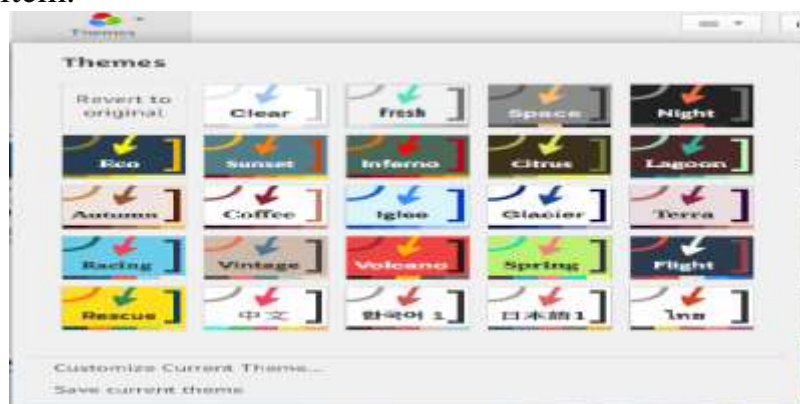 item.
Themes
Themes
Revert to original
Clear
Fresh
Space
Night
Eco
Sunset
Inferno
Citrus
Lagoon
Autumn
Coffee
Igloo
Glacier
Terra
Racing
Vintage
Volcano
Spring
Flight
Rescue
中文
한국어 1
日本語1
ไทย
Customize Current Theme...
Save current theme